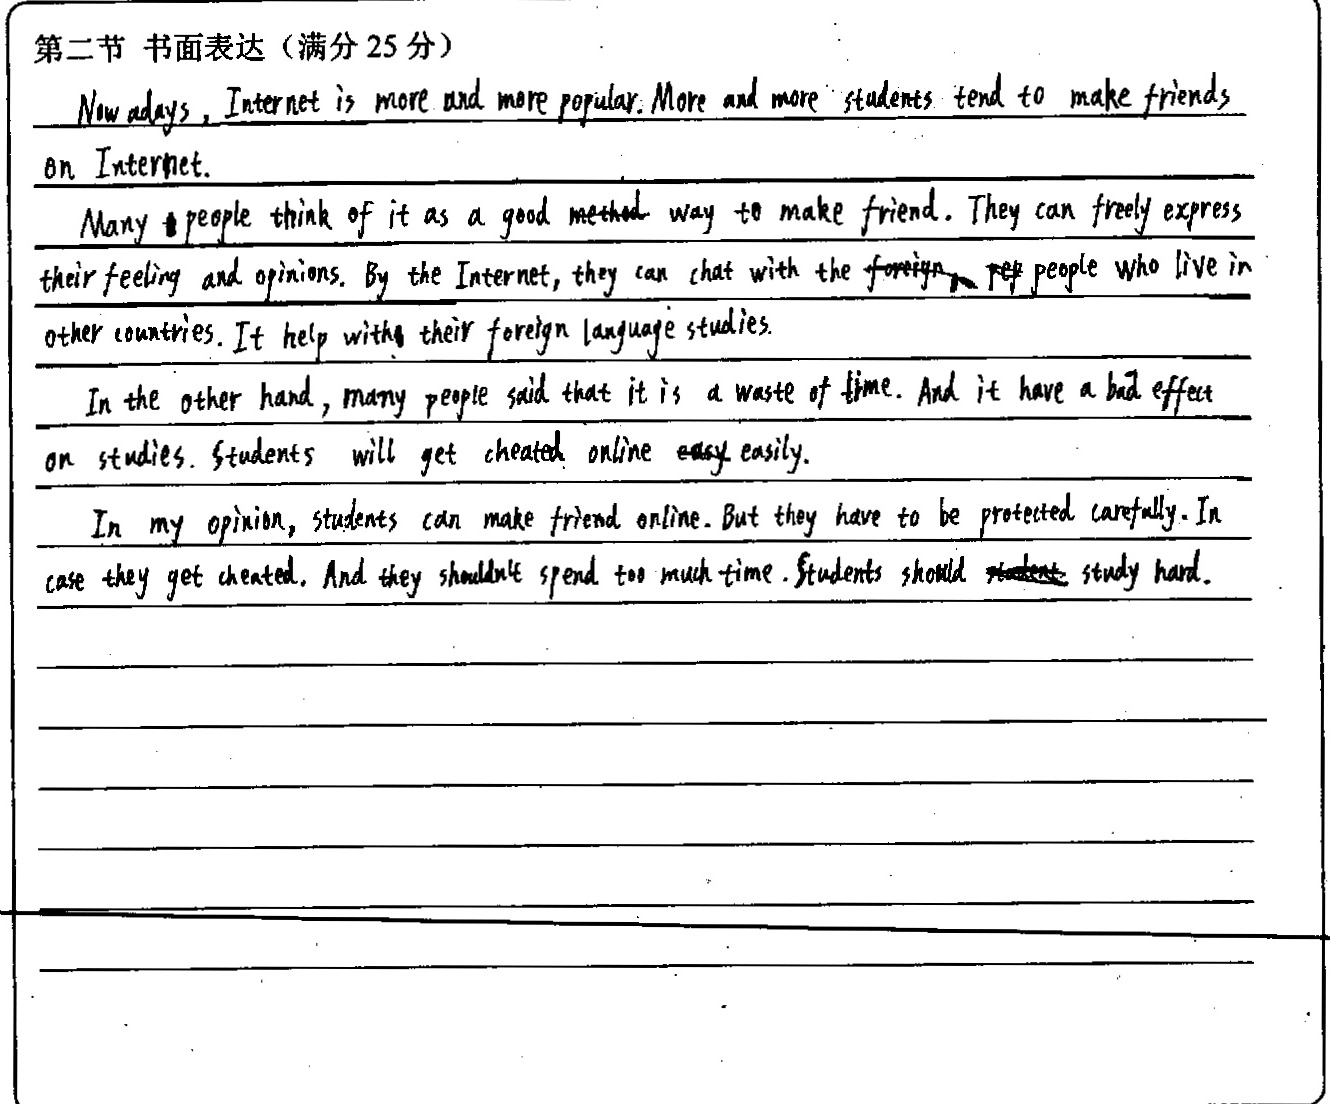 第二节 书面表达（满分 25 分）
Nowadays, Internet is more and more popular. More and more students tend to make friends
on Internet.
Many people think of it as a good method way to make friend. They can freely express
their feeling and opinions. By the Internet, they can chat with the foreign people who live in
other countries. It help with their foreign language studies.
In the other hand, many people said that it is a waste of time. And it have a bad effect
on studies. Students will get cheated online easy easily.
In my opinion, students can make friend online. But they have to be protected carefully. In
case they get cheated. And they shouldn't spend too much time. Students should student study hard.